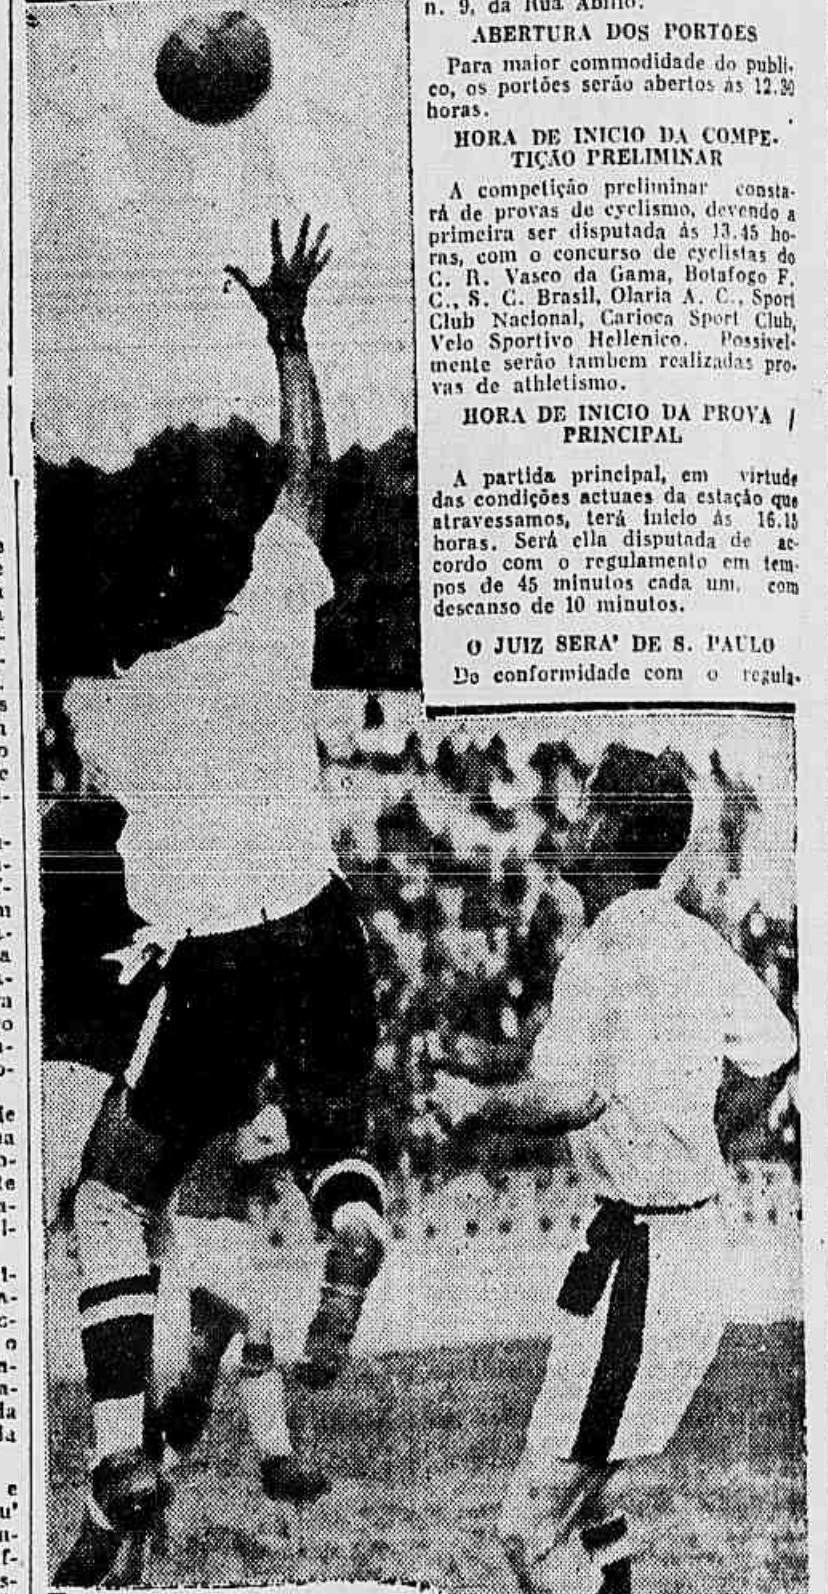 n. 9, da Rua Abilio.
ABERTURA DOS PORTÕES
Para maior commodidade do publi-
co, os portões serão abertos ás 12.30
horas.
HORA DE INICIO DA COMPE-
TIÇÃO PRELIMINAR
A competição preliminar consta-
rá de provas de cyclismo, devendo a
primeira ser disputada ás 13.45 ho-
ras, com o concurso de cyclistas do
C. R. Vasco da Gama, Botafogo F.
C., S. C. Brasil, Olaria A. C., Sport
Club Nacional, Carioca Sport Club,
Velo Sportivo Hellenico. Possivel-
mente serão tambem realizadas pro-
vas de athletismo.
HORA DE INICIO DA PROVA
PRINCIPAL
A partida principal, em virtude
das condições actuaes da estação que
atravessamos, terá inicio ás 16.15
horas. Será ella disputada de ac-
cordo com o regulamento em tem-
pos de 45 minutos cada um, com
descanso de 10 minutos.
O JUIZ SERA' DE S. PAULO
De conformidade com o regula-